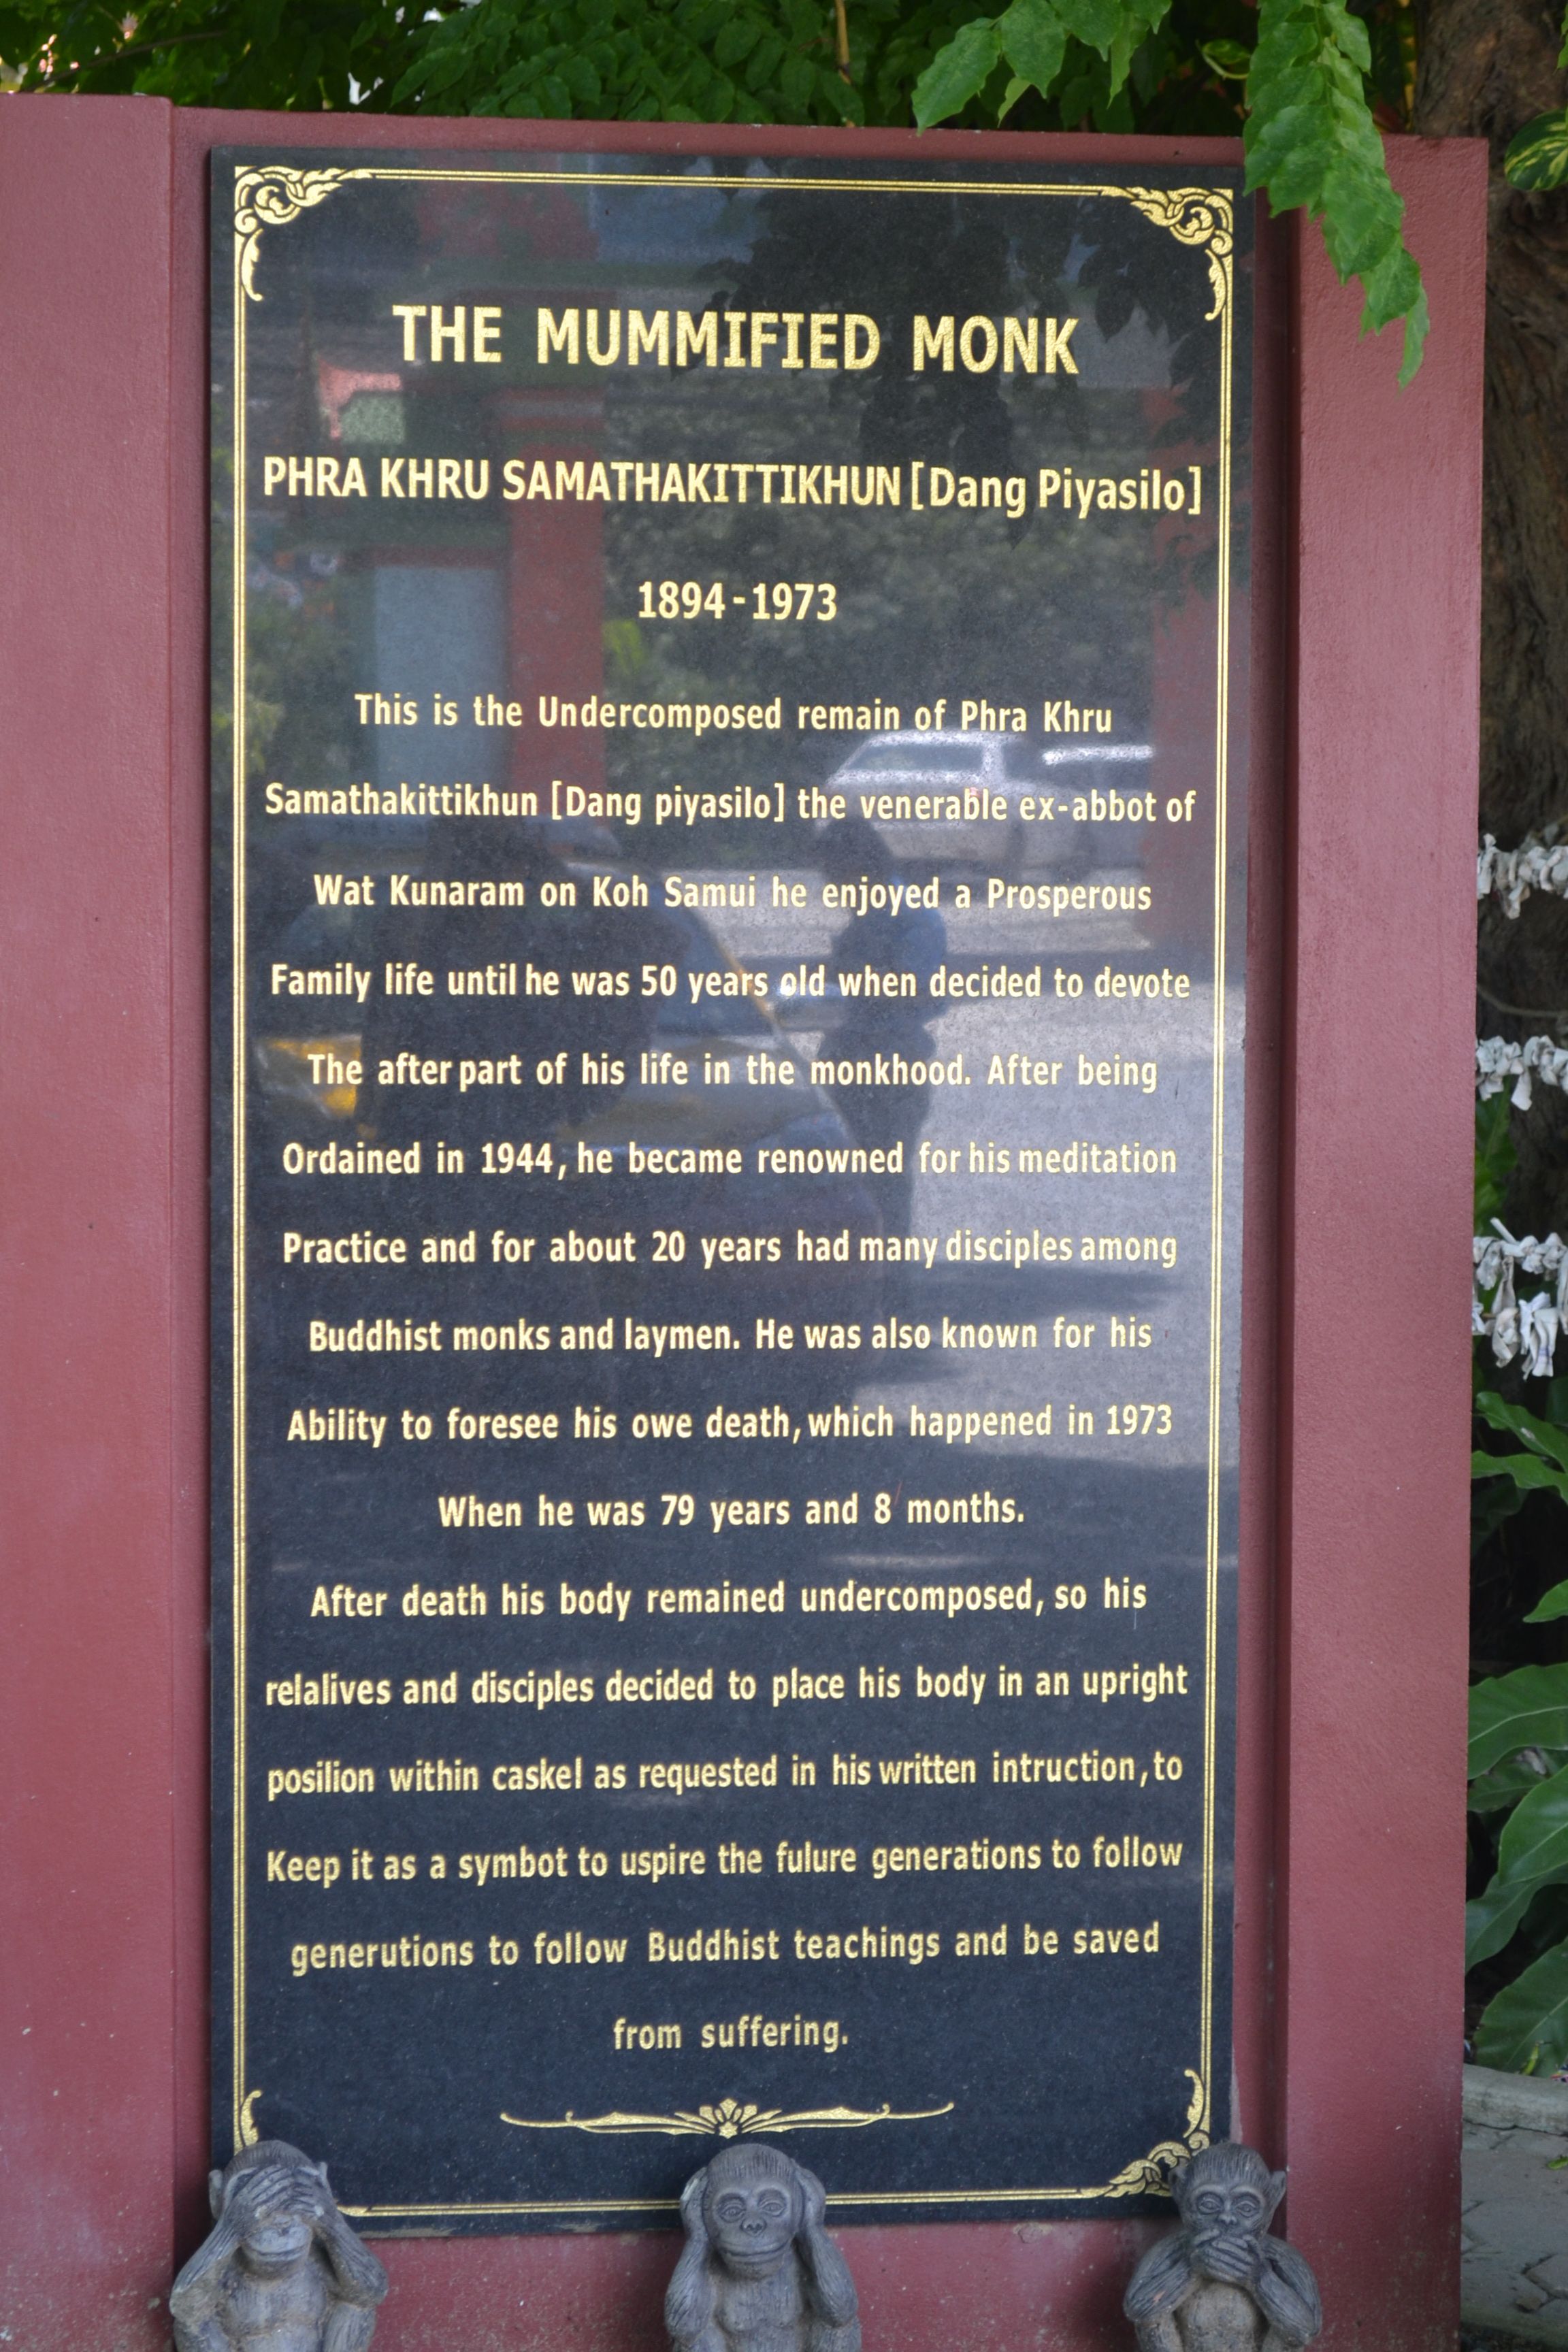 THE MUMMIFIED MONK
PHRA KHRU SAMATHAKITTIKHUN [Dang Piyasilo]
1894-1973
This is the Undercomposed remain of Phra Khru
Samathakittikhun [Dang piyasilo] the venerable ex-abbot of
Wat Kunaram on Koh Samui he enjoyed a Prosperous
Family life until he was 50 years old when decided to devote
The after part of his life in the monkhood. After being
Ordained in 1944, he became renowned for his meditation
Practice and for about 20 years had many disciples among
Buddhist monks and laymen. He was also known for his
Ability to foresee his owe death, which happened in 1973
When he was 79 years and 8 months.
After death his body remained undercomposed, so his
relalives and disciples decided to place his body in an upright
posilion within caskel as requested in his written intruction, to
Keep it as a symbot to uspire the fulure generations to follow
generutions to follow Buddhist teachings and be saved
from suffering.